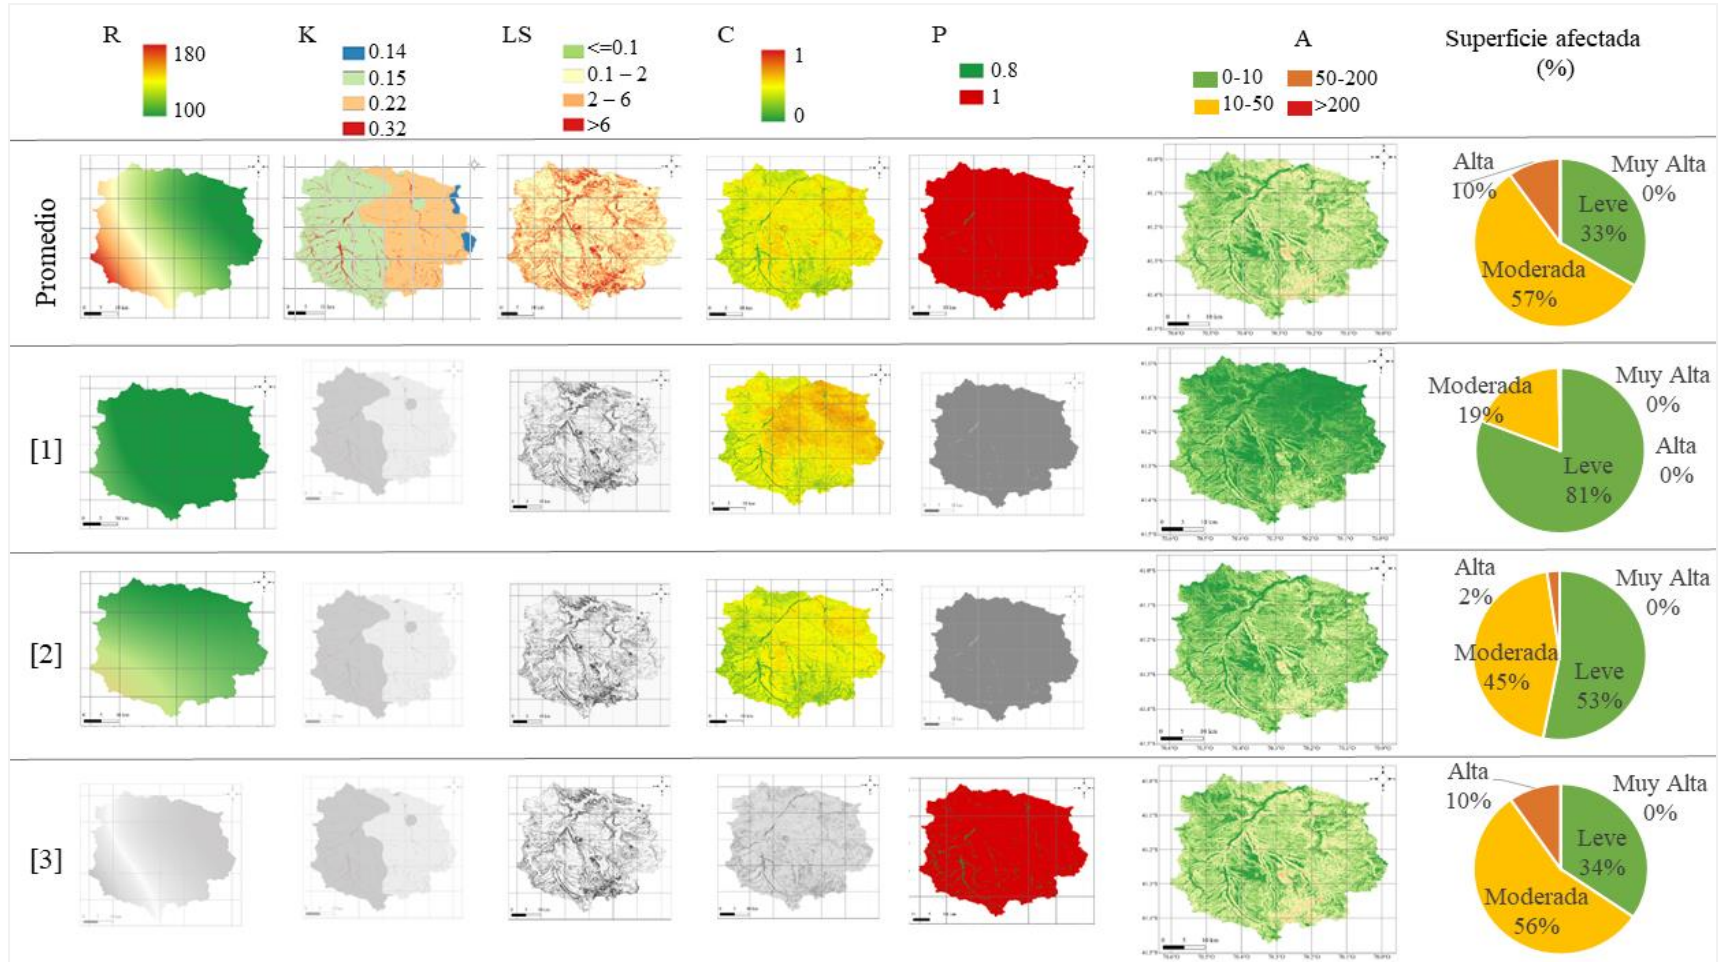 R
180
100
K
0.14
0.15
0.22
0.32
LS
<=0.1
0.1 – 2
2 – 6
>6
C
1
0
P
0.8
1
A
0-10
50-200
10-50
>200
Superficie afectada
(%)
Promedio
Alta
10%
Muy Alta
0%
Leve
33%
Moderada
57%
[1]
Moderada
19%
Muy Alta
0%
Alta
0%
Leve
81%
[2]
Alta
2%
Muy Alta
0%
Moderada
45%
Leve
53%
[3]
Alta
10%
Muy Alta
0%
Leve
34%
Moderada
56%